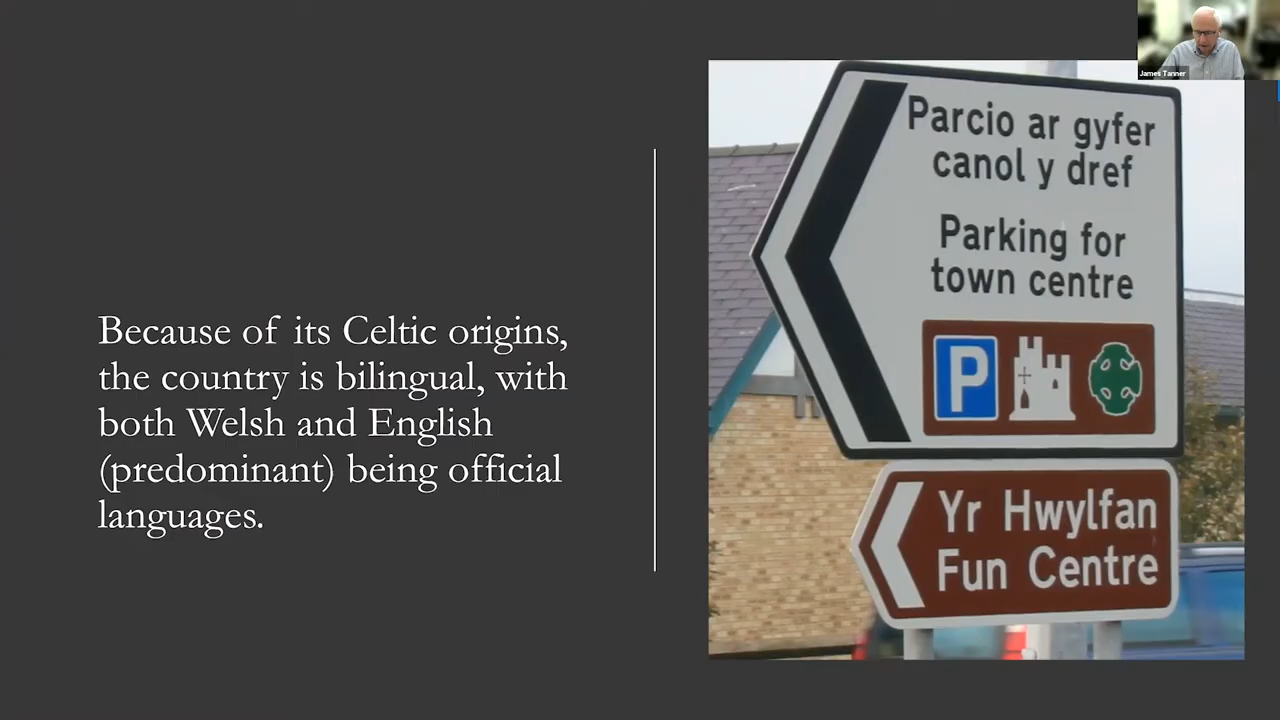 Because of its Celtic origins,
the country is bilingual, with
both Welsh and English
(predominant) being official
languages.
Parcio ar gyfer
canol y dref
Parking for
town centre
P
Yr Hwylfan
Fun Centre
James Tanner